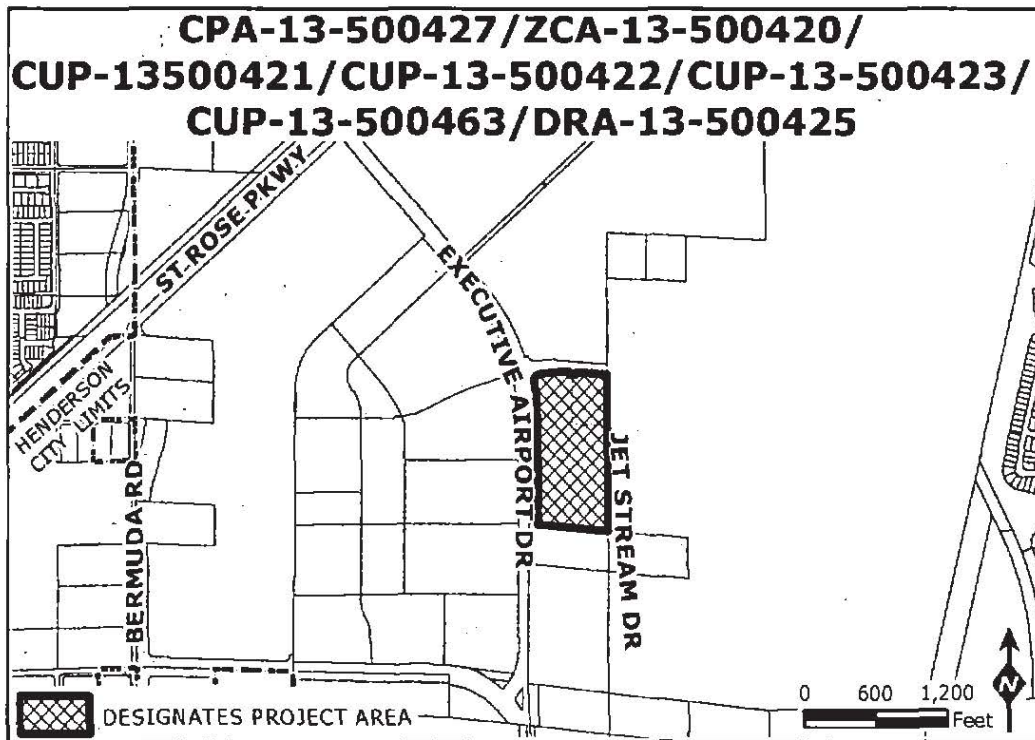 CPA-13-500427/ZCA-13-500420/
CUP-13500421/CUP-13-500422/CUP-13-500423/
CUP-13-500463/DRA-13-500425
ST ROSE PKWY
EXECUTIVE AIRPORT DR
HENDERSON
CITY LIMITS
BERMUDA RD
JET STREAM DR
DESIGNATES PROJECT AREA
0 600 1,200
Feet
N